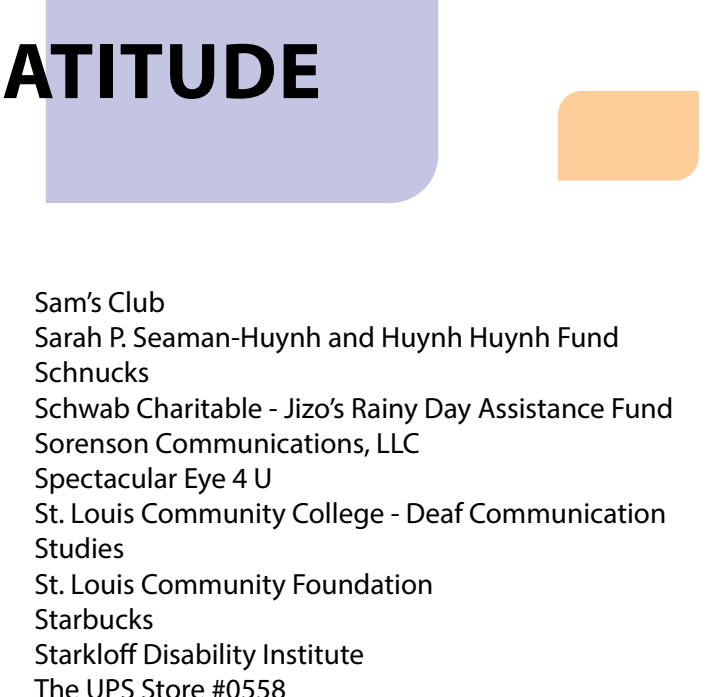 ATITUDE
Sam’s Club
Sarah P. Seaman-Huynh and Huynh Huynh Fund
Schnucks
Schwab Charitable - Jizo’s Rainy Day Assistance Fund
Sorenson Communications, LLC
Spectacular Eye 4 U
St. Louis Community College - Deaf Communication
Studies
St. Louis Community Foundation
Starbucks
Starkloff Disability Institute
The UPS Store #0558